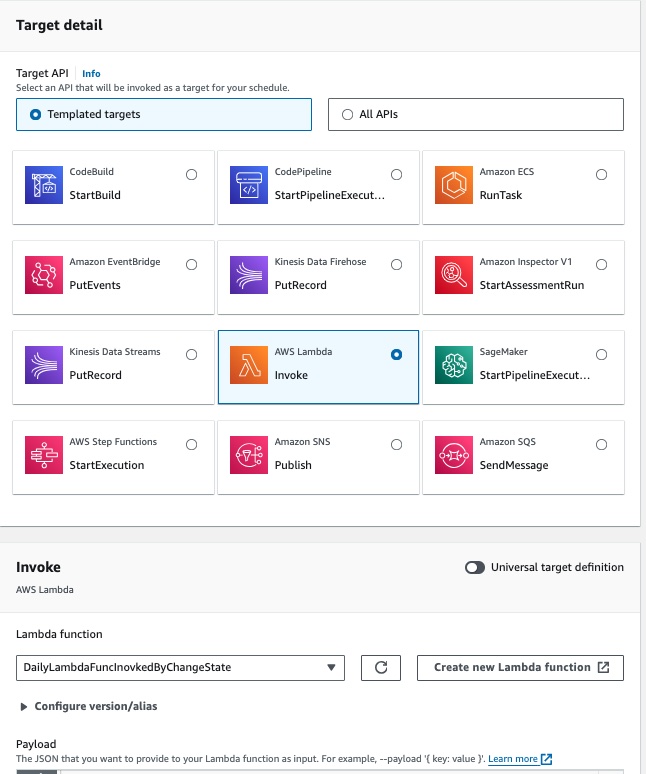 Target detail
Target API Info
Select an API that will be invoked as a target for your schedule.
Templated targets
All APIs
CodeBuild
StartBuild
CodePipeline
StartPipelineExecut...
Amazon ECS
RunTask
Amazon EventBridge
PutEvents
Kinesis Data Firehose
PutRecord
Amazon Inspector V1
StartAssessmentRun
Kinesis Data Streams
PutRecord
AWS Lambda
Invoke
SageMaker
StartPipelineExecut...
AWS Step Functions
StartExecution
Amazon SNS
Publish
Amazon SQS
SendMessage
Invoke
Universal target definition
AWS Lambda
Lambda function
DailyLambdaFuncInovkedByChangeState
Create new Lambda function
Configure version/alias
Payload
The JSON that you want to provide to your Lambda function as input. For example, --payload '{ key: value }'. Learn more